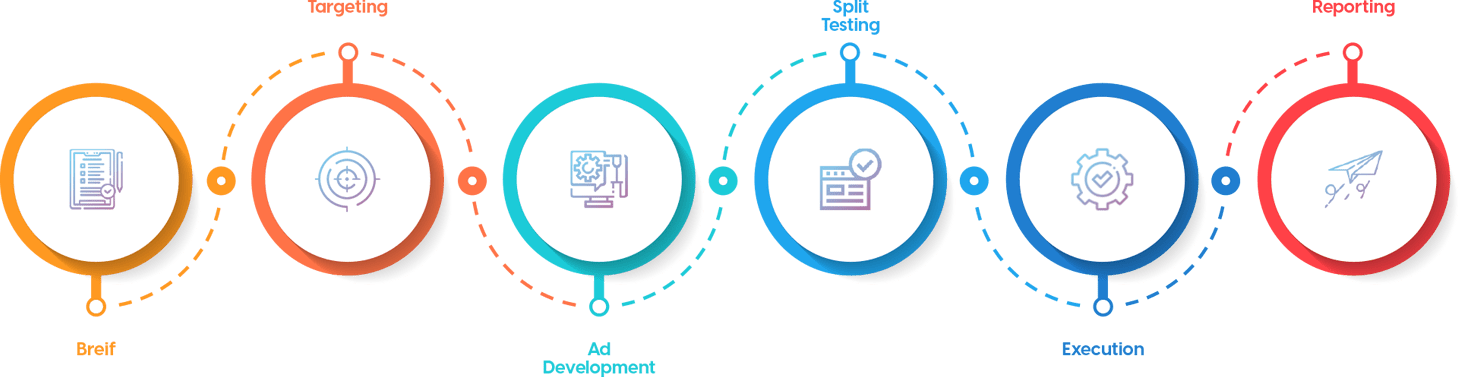 Targeting
Split
Testing
Reporting
Breif
Ad
Development
Execution